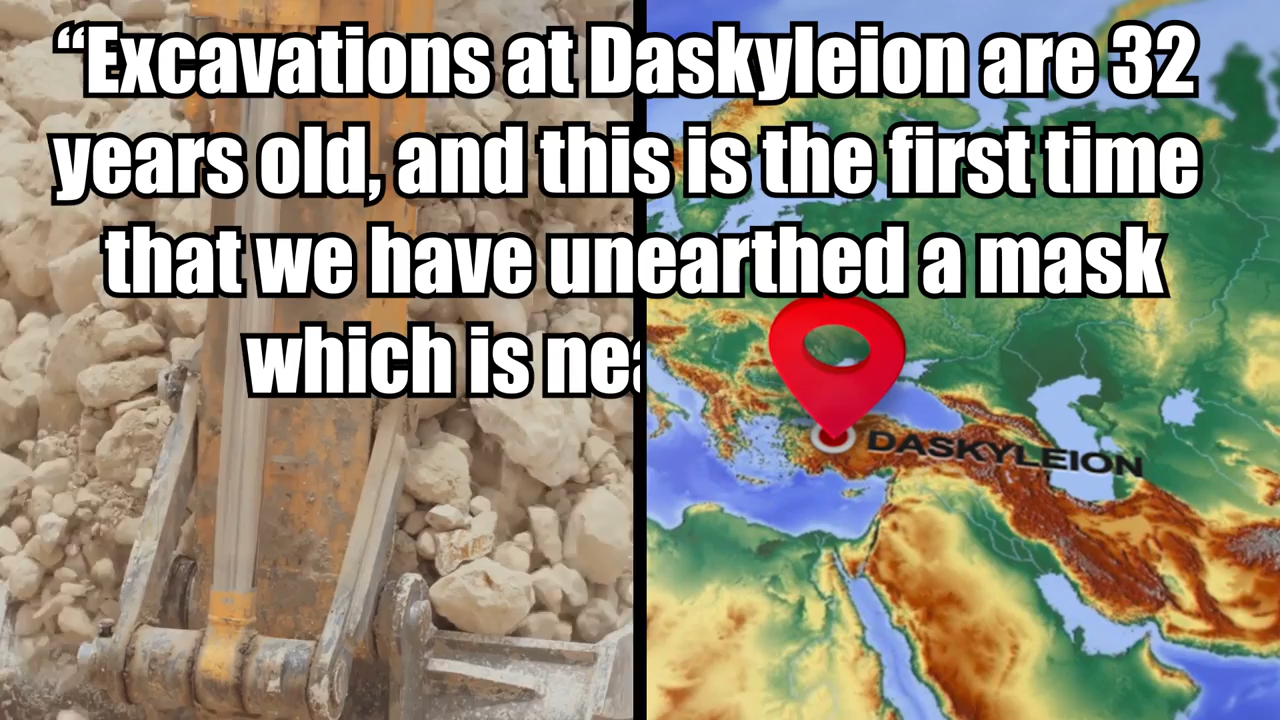 “Excavations at Daskyleion are 32
years old, and this is the first time
that we have unearthed a mask
which is
DASKYLEION